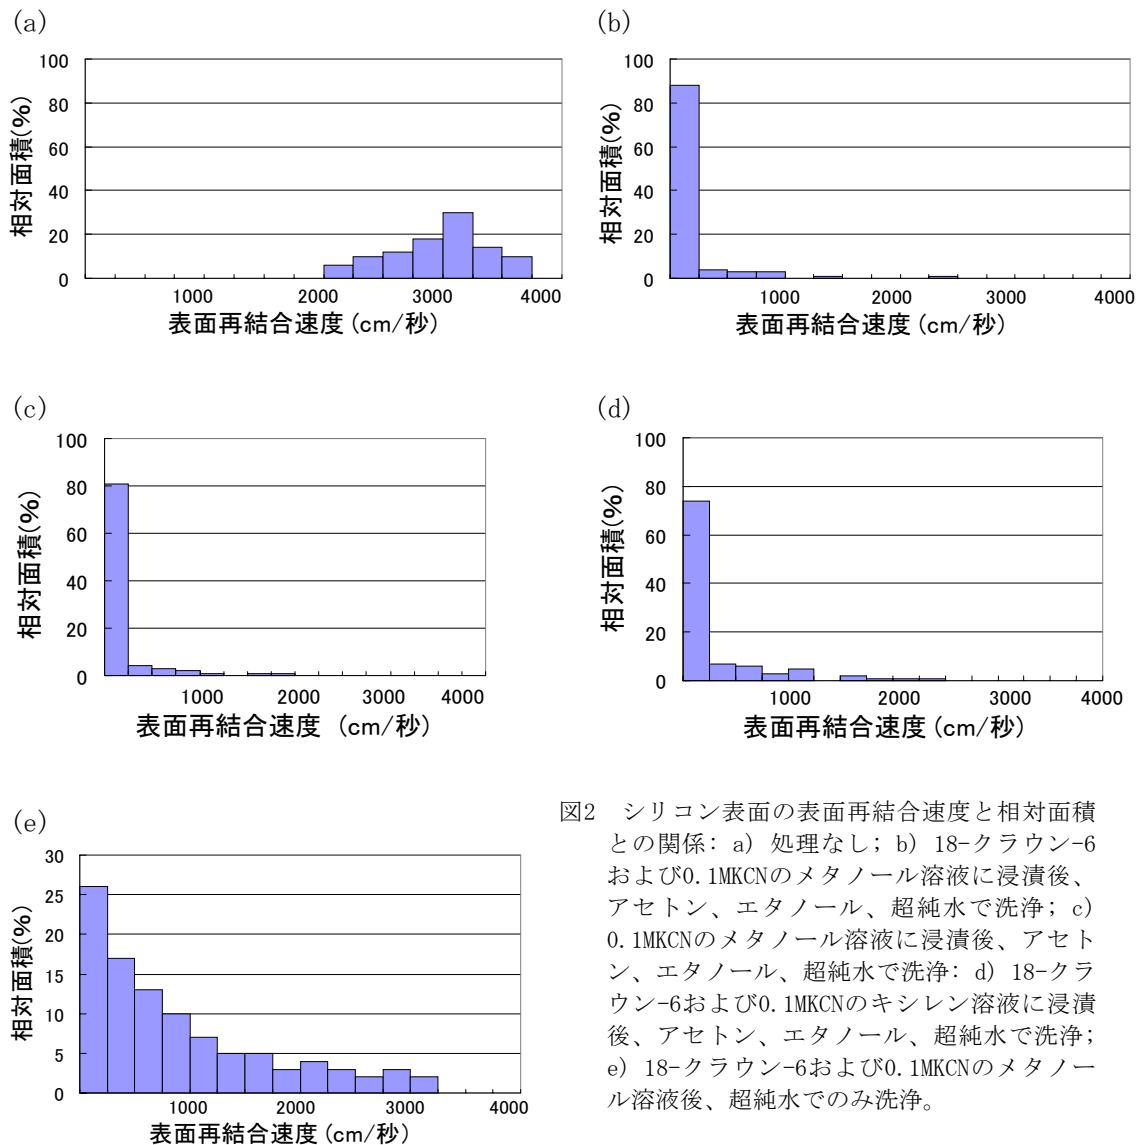 (a)
100
80
60
40
20
0
相対面積(%)
1000 2000 3000 4000
表面再結合速度 (cm/秒)
(b)
100
80
60
40
20
0
相対面積(%)
1000 2000 3000 4000
表面再結合速度 (cm/秒)
(c)
100
80
60
40
20
0
相対面積(%)
1000 2000 3000 4000
表面再結合速度 (cm/秒)
(d)
100
80
60
40
20
0
相対面積(%)
1000 2000 3000 4000
表面再結合速度 (cm/秒)
(e)
30
25
20
15
10
5
0
相対面積(%)
1000 2000 3000 4000
表面再結合速度 (cm/秒)
図2 シリコン表面の表面再結合速度と相対面積
との関係: a) 処理なし; b) 18-クラウン-6
および0.1MKCNのメタノール溶液に浸漬後、
アセトン、エタノール、超純水で洗浄; c)
0.1MKCNのメタノール溶液に浸漬後、アセト
ン、エタノール、超純水で洗浄: d) 18-クラ
ウン-6および0.1MKCNのキシレン溶液に浸漬
後、アセトン、エタノール、超純水で洗浄;
e) 18-クラウン-6および0.1MKCNのメタノー
ル溶液後、超純水でのみ洗浄。